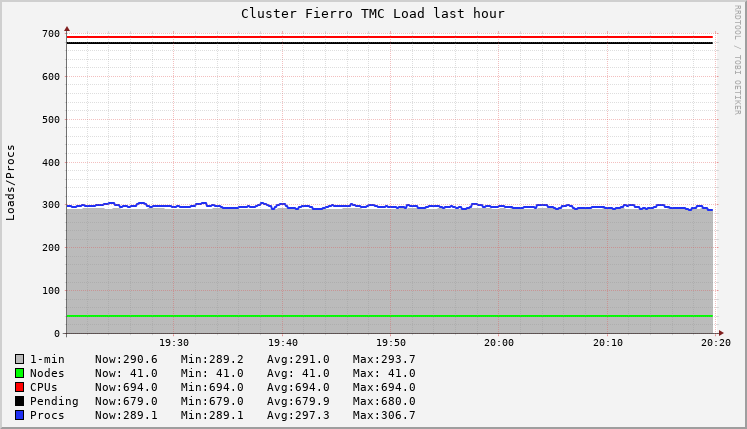 Cluster Fierro TMC Load last hour
RRDTOOL / TOBI OETIKER
Loads/Procs
700
600
500
400
300
200
100
0
19:30 19:40 19:50 20:00 20:10 20:20
1-min Now:290.6 Min:289.2 Avg:291.0 Max:293.7
Nodes Now: 41.0 Min: 41.0 Avg: 41.0 Max: 41.0
CPUs Now:694.0 Min:694.0 Avg:694.0 Max:694.0
Pending Now:679.0 Min:679.0 Avg:679.9 Max:680.0
Procs Now:289.1 Min:289.1 Avg:297.3 Max:306.7